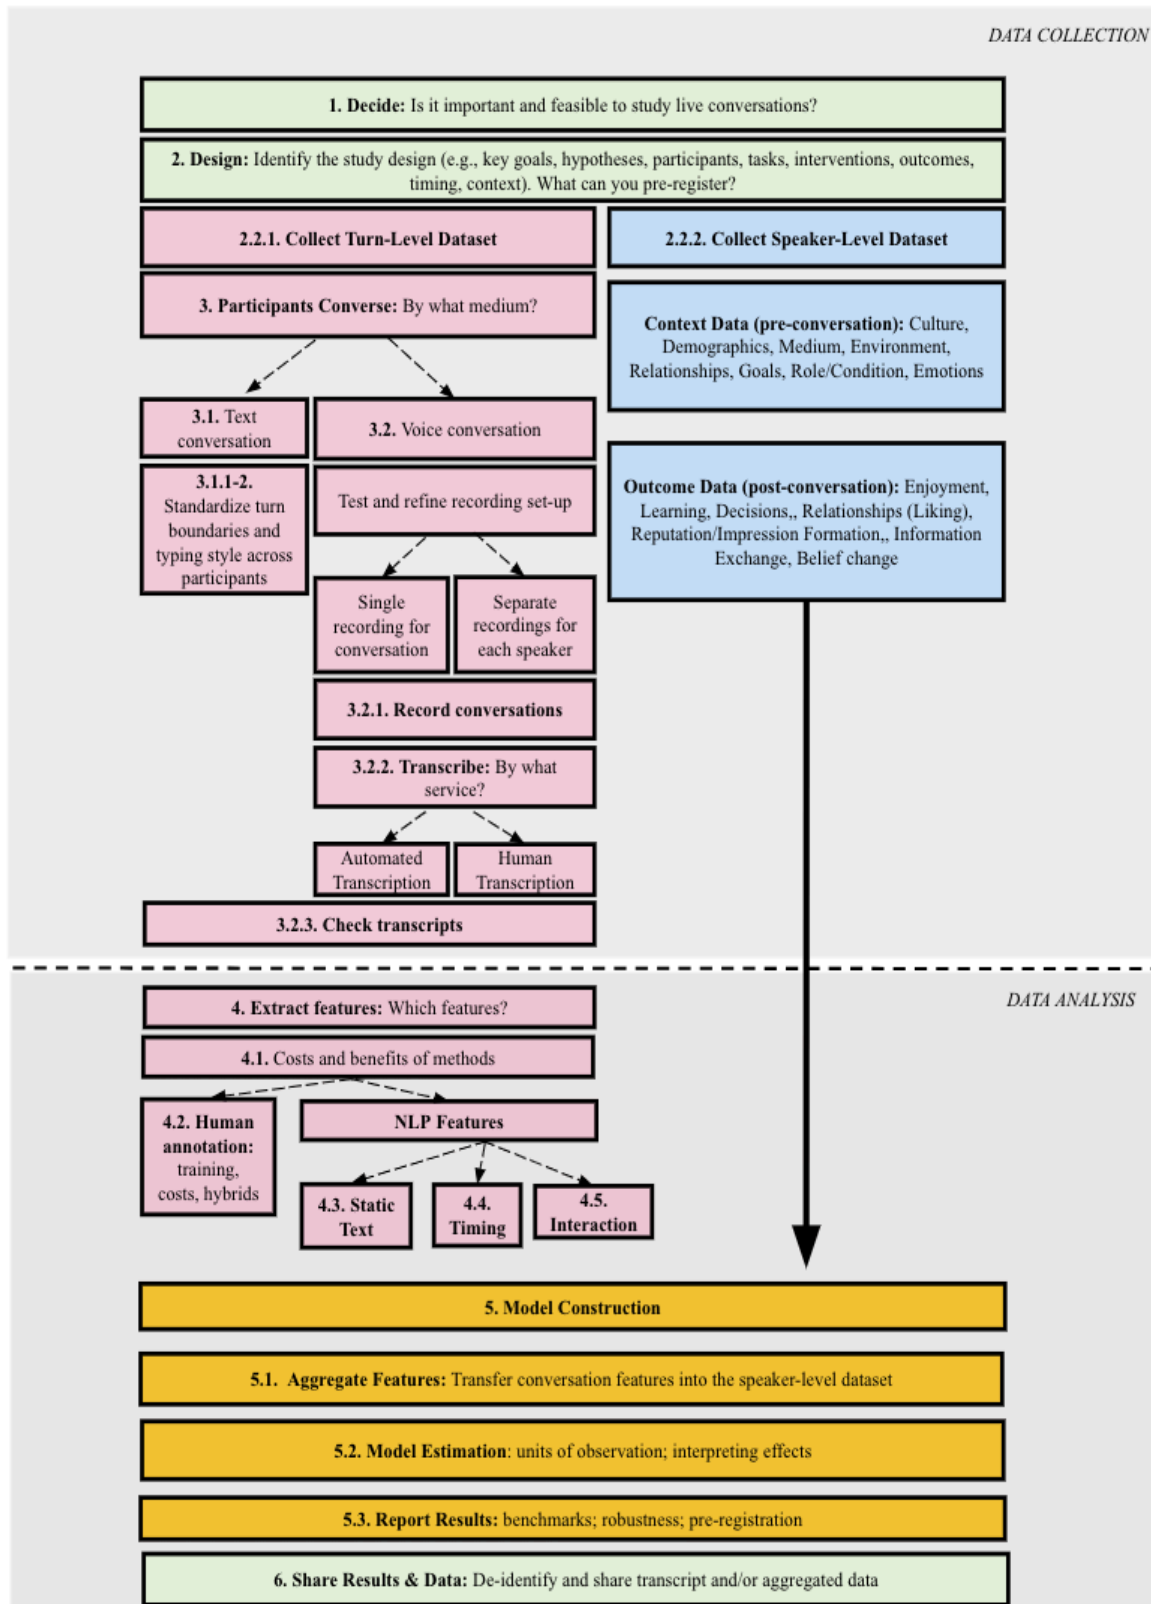 DATA COLLECTION
1. Decide: Is it important and feasible to study live conversations?
2. Design: Identify the study design (e.g., key goals, hypotheses, participants, tasks, interventions, outcomes,
timing, context). What can you pre-register?
2.2.1. Collect Turn-Level Dataset
2.2.2. Collect Speaker-Level Dataset
3. Participants Converse: By what medium?
Context Data (pre-conversation): Culture,
Demographics, Medium, Environment,
Relationships, Goals, Role/Condition, Emotions
3.1. Text
conversation
3.2. Voice conversation
3.1.1-2.
Standardize turn
boundaries and
typing style across
participants
Test and refine recording set-up
Outcome Data (post-conversation): Enjoyment,
Learning, Decisions,, Relationships (Liking),
Reputation/Impression Formation,, Information
Exchange, Belief change
Single
recording for
conversation
Separate
recordings for
each speaker
3.2.1. Record conversations
3.2.2. Transcribe: By what
service?
Automated
Transcription
Human
Transcription
3.2.3. Check transcripts
DATA ANALYSIS
4. Extract features: Which features?
4.1. Costs and benefits of methods
4.2. Human
annotation:
training,
costs, hybrids
NLP Features
4.3. Static
Text
4.4.
Timing
4.5.
Interaction
5. Model Construction
5.1. Aggregate Features: Transfer conversation features into the speaker-level dataset
5.2. Model Estimation: units of observation; interpreting effects
5.3. Report Results: benchmarks; robustness; pre-registration
6. Share Results & Data: De-identify and share transcript and/or aggregated data